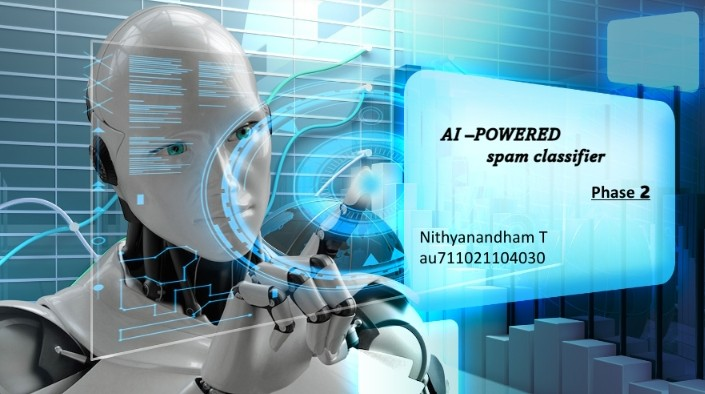 AI –POWERED
spam classifier
Phase 2
Nithyanandham T
au711021104030